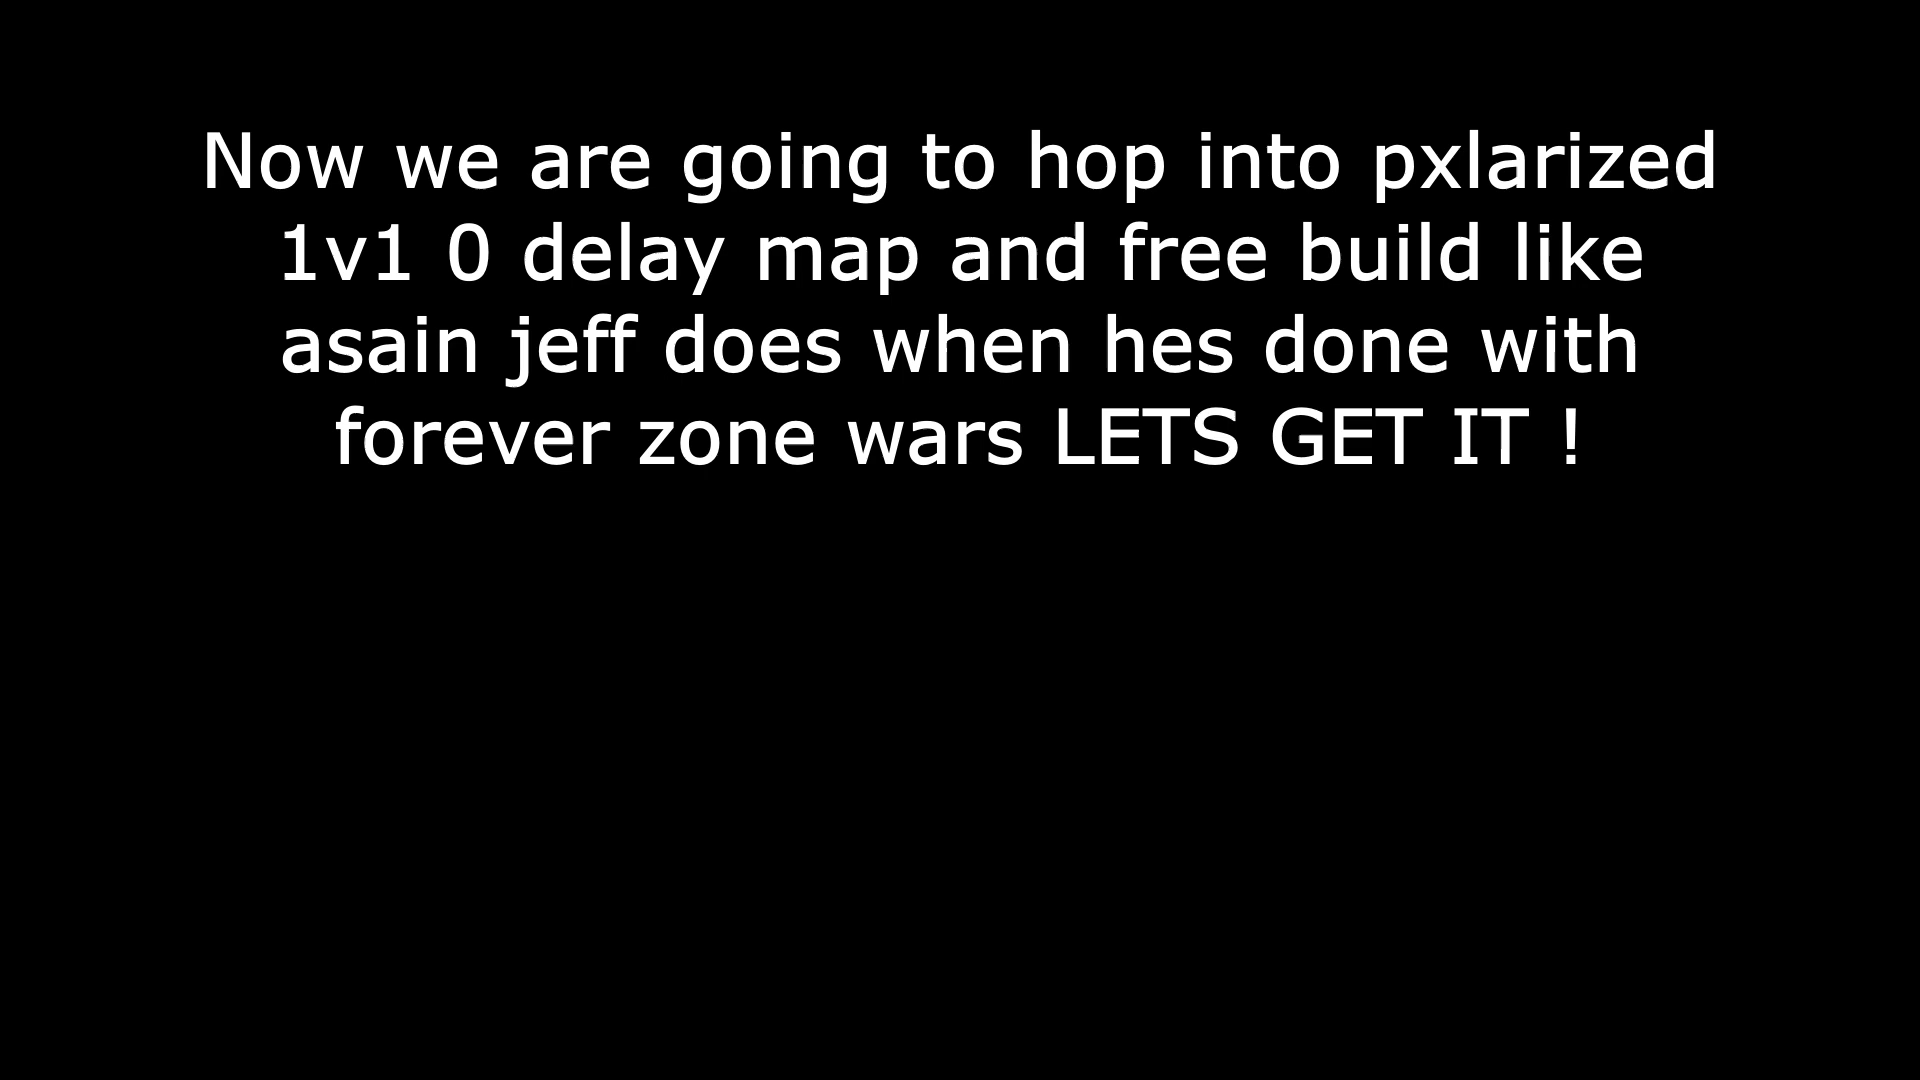 Now we are going to hop into pxlarized
1v1 0 delay map and free build like
asain jeff does when hes done with
forever zone wars LETS GET IT !